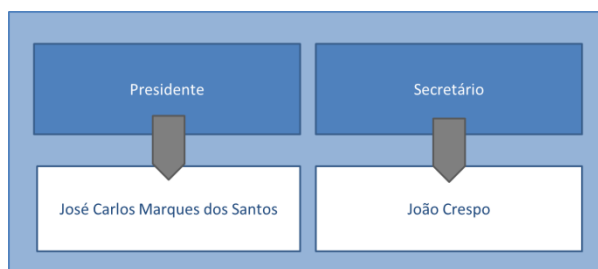 Presidente
Secretário
José Carlos Marques dos Santos
João Crespo